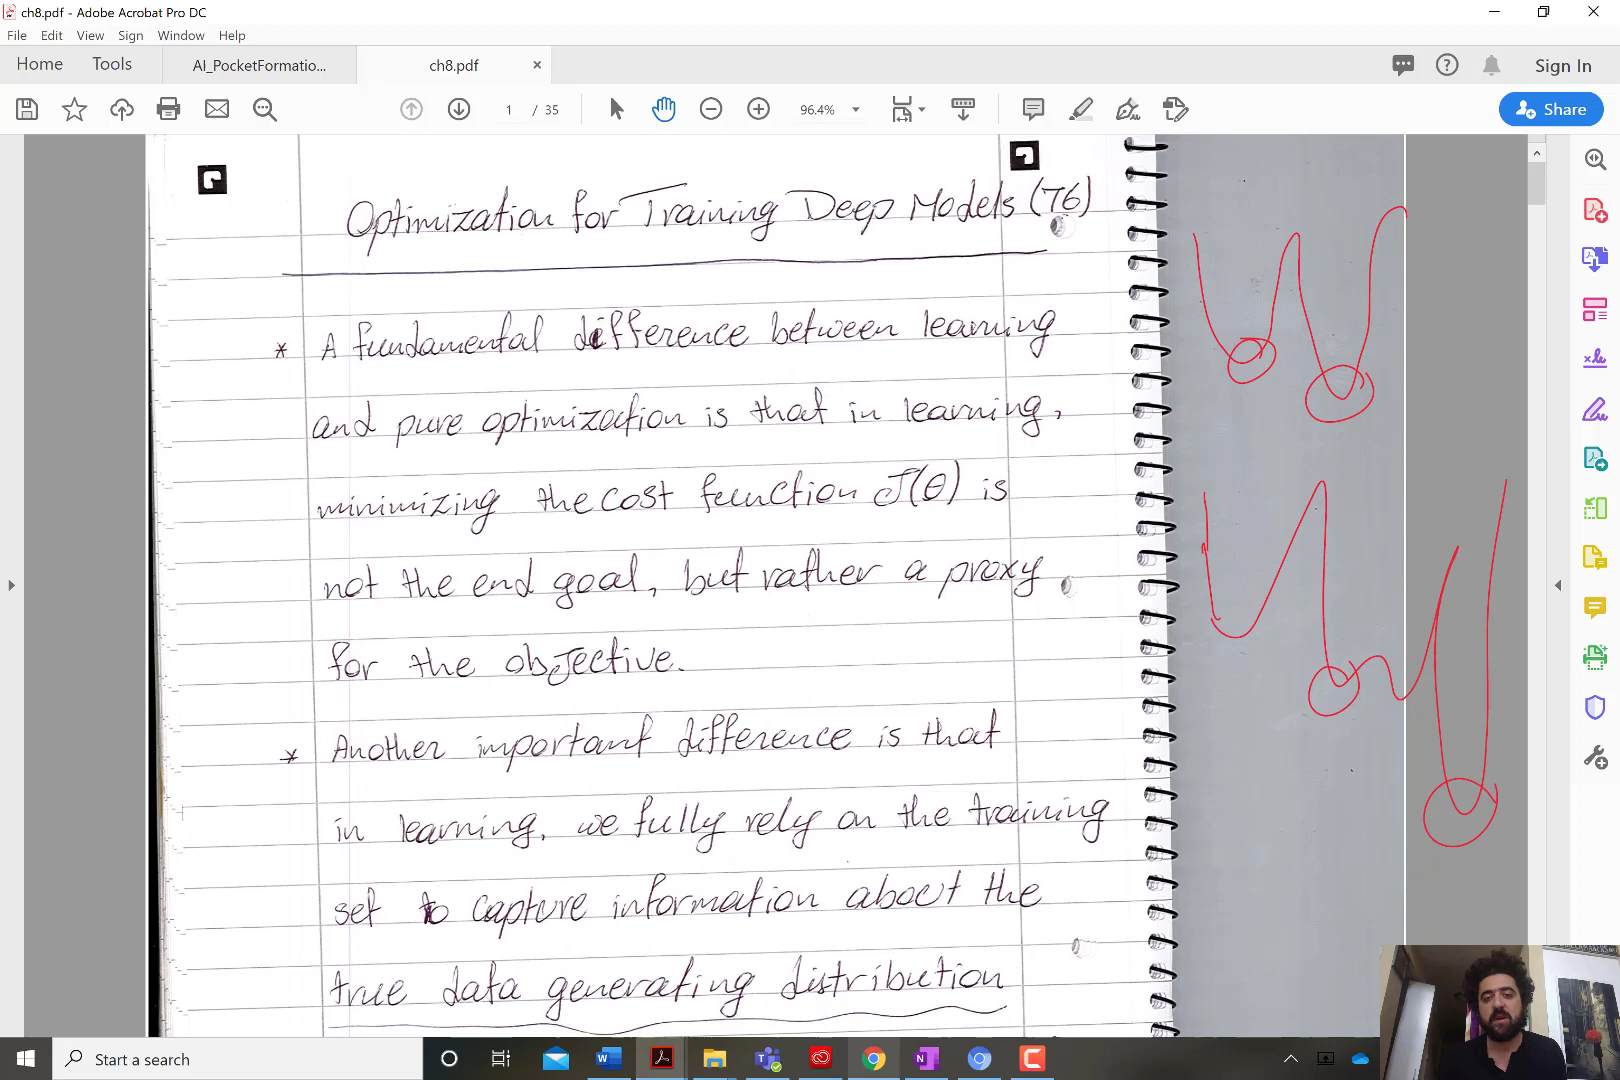 ch8.pdf - Adobe Acrobat Pro DC
File Edit View Sign Window Help
Home Tools AI_PocketFormatio... ch8.pdf × Sign In
1 / 35 96.4% Share
Optimization for Training Deep Models (76)
* A fundamental difference between learning
and pure optimization is that in learning,
minimizing the cost function J(θ) is
not the end goal, but rather a proxy
for the objective.
* Another important difference is that
in learning, we fully rely on the training
set to capture information about the
true data generating distribution
Start a search